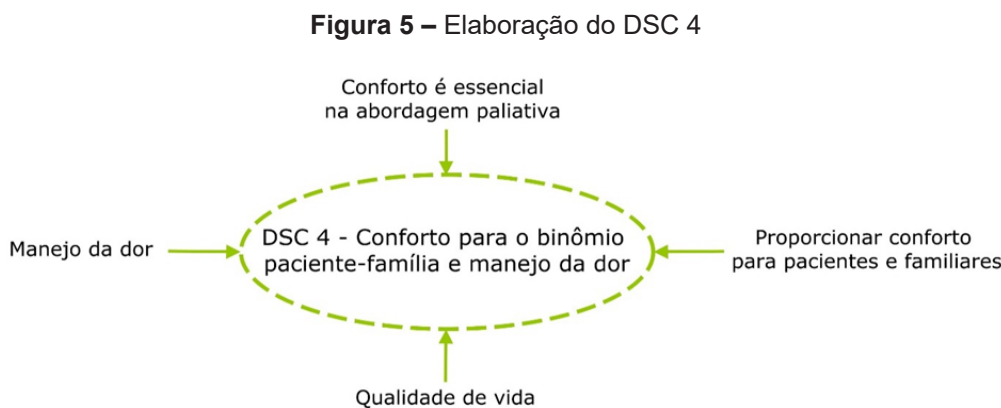 Figura 5 – Elaboração do DSC 4
Conforto é essencial
na abordagem paliativa
Manejo da dor
DSC 4 - Conforto para o binômio
paciente-família e manejo da dor
Proporcionar conforto
para pacientes e familiares
Qualidade de vida